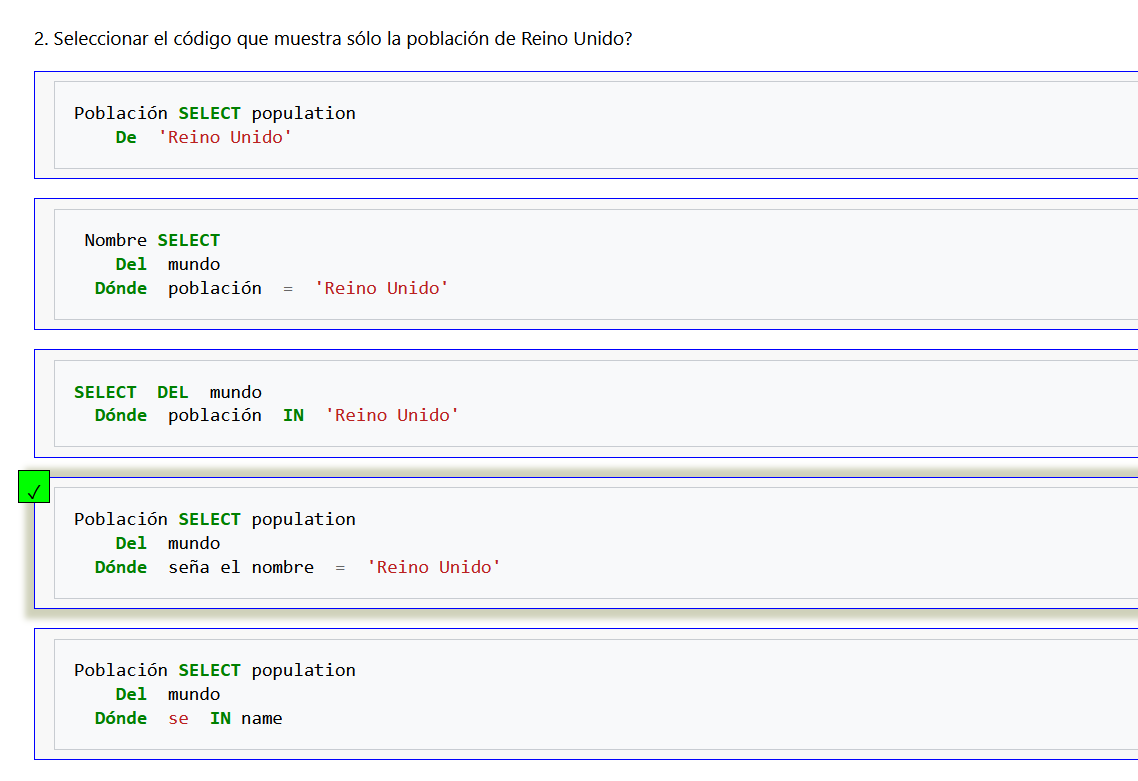 2. Seleccionar el código que muestra sólo la población de Reino Unido?
Población SELECT population
De 'Reino Unido'
Nombre SELECT
Del mundo
Dónde población = 'Reino Unido'
SELECT DEL mundo
Dónde población IN 'Reino Unido'
✓
Población SELECT population
Del mundo
Dónde seña el nombre = 'Reino Unido'
Población SELECT population
Del mundo
Dónde se IN name